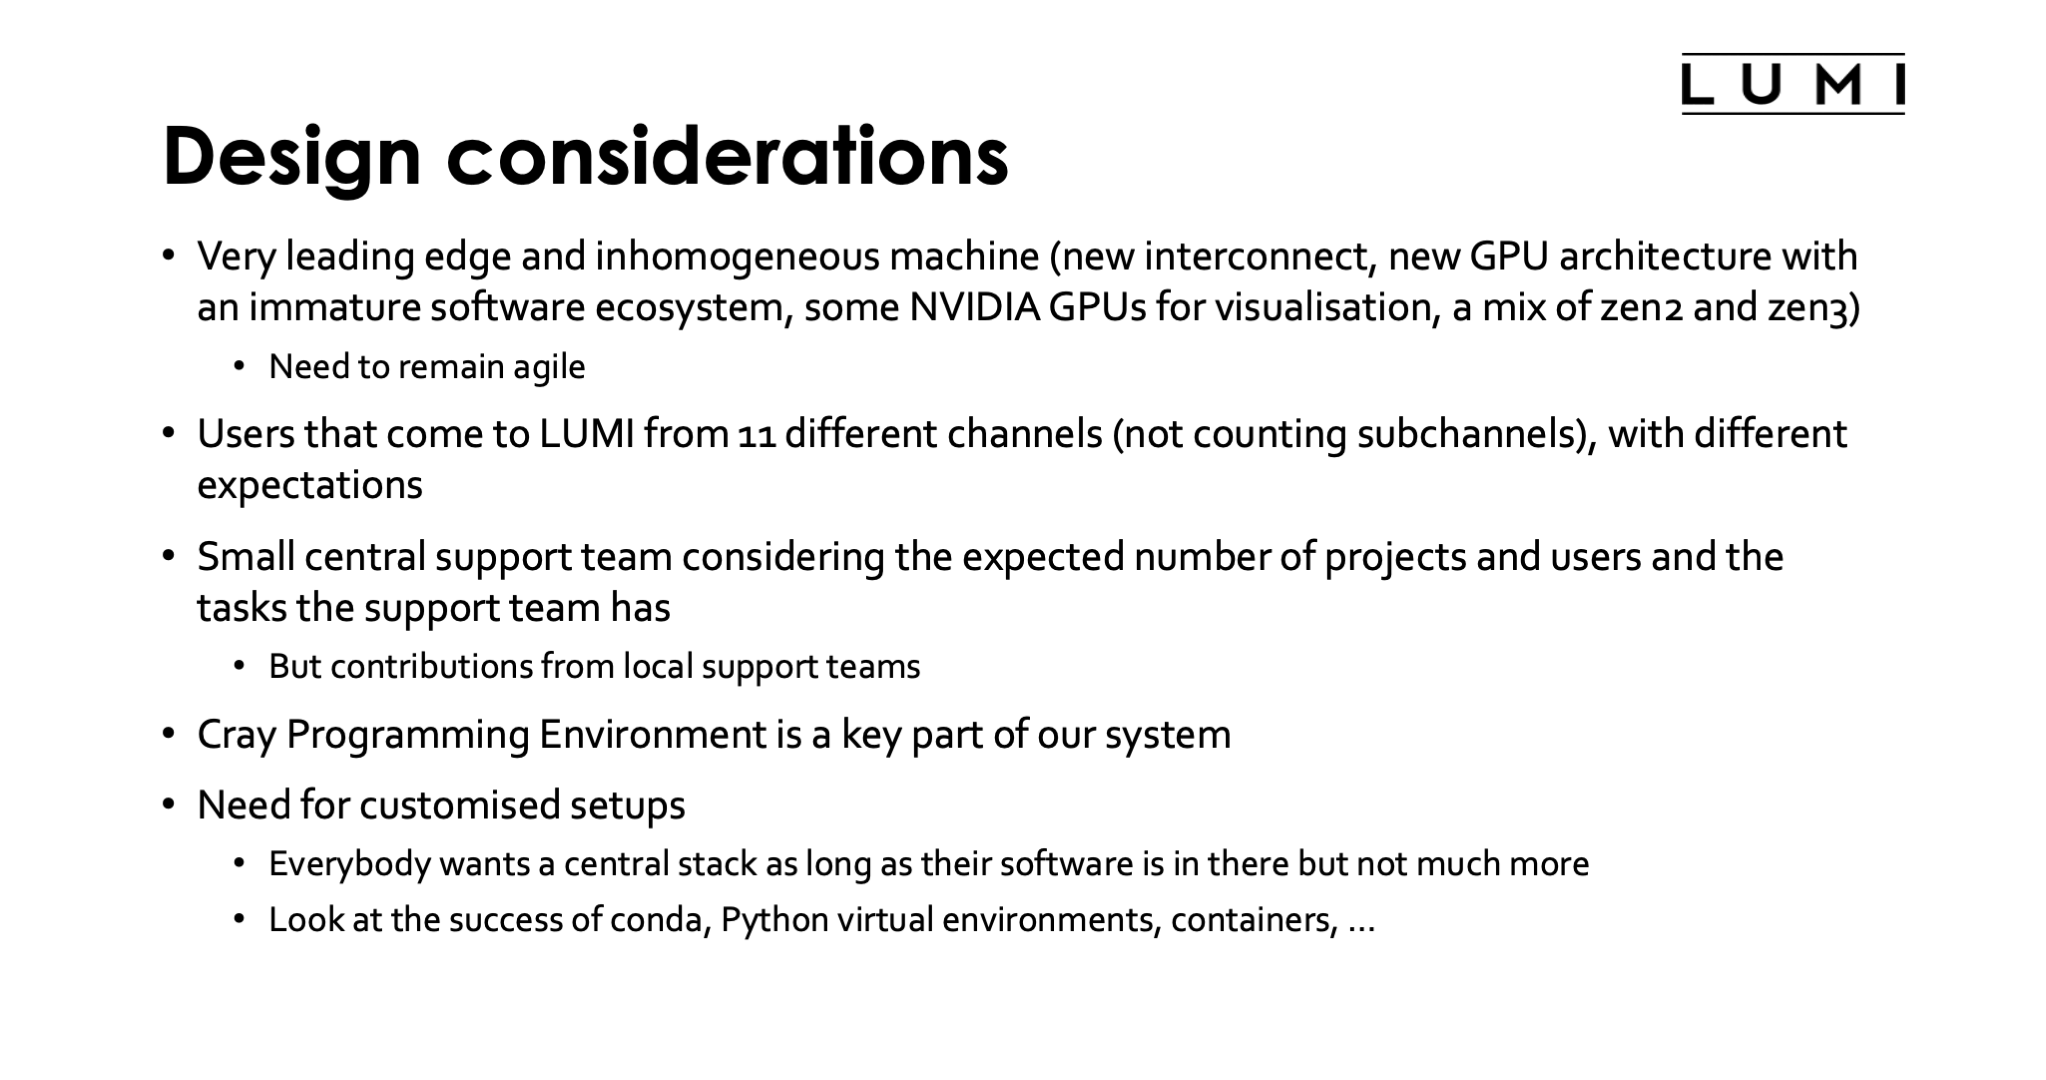 LUMI
Design considerations
• Very leading edge and inhomogeneous machine (new interconnect, new GPU architecture with
an immature software ecosystem, some NVIDIA GPUs for visualisation, a mix of zen2 and zen3)
• Need to remain agile
• Users that come to LUMI from 11 different channels (not counting subchannels), with different
expectations
• Small central support team considering the expected number of projects and users and the
tasks the support team has
• But contributions from local support teams
• Cray Programming Environment is a key part of our system
• Need for customised setups
• Everybody wants a central stack as long as their software is in there but not much more
• Look at the success of conda, Python virtual environments, containers, ...